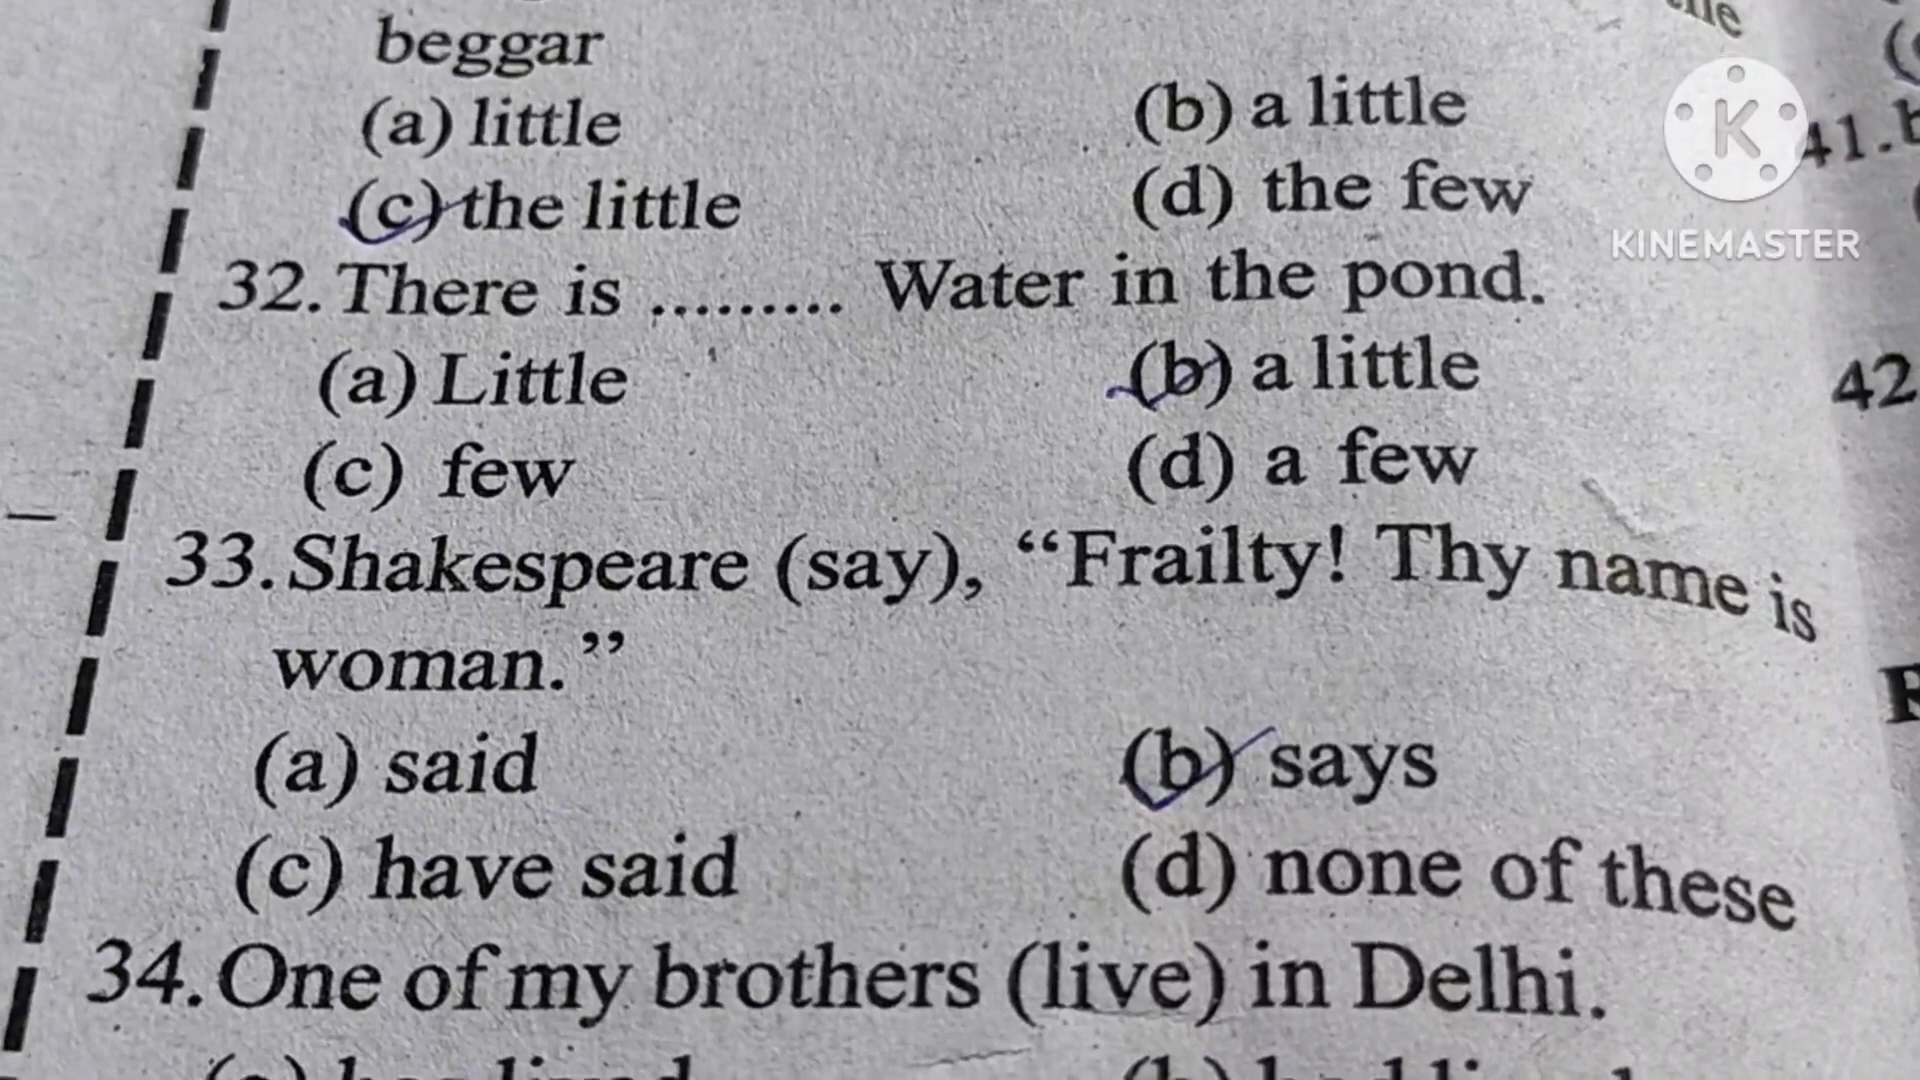 beggar
(a) little (b) a little
(c) the little (d) the few
32. There is ......... Water in the pond.
(a) Little (b) a little
(c) few (d) a few
33. Shakespeare (say), “Frailty! Thy name is
woman.”
(a) said (b) says
(c) have said (d) none of these
34. One of my brothers (live) in Delhi.
41.
42
K
KINEMASTER